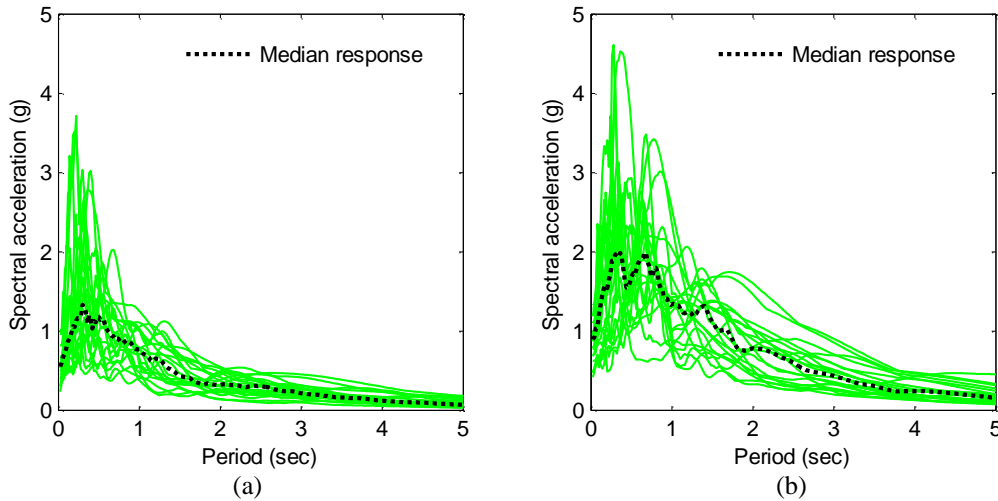 5
4
3
2
1
0
Spectral acceleration (g)
Median response
0 1 2 3 4 5
Period (sec)
(a)
5
4
3
2
1
0
Spectral acceleration (g)
Median response
0 1 2 3 4 5
Period (sec)
(b)